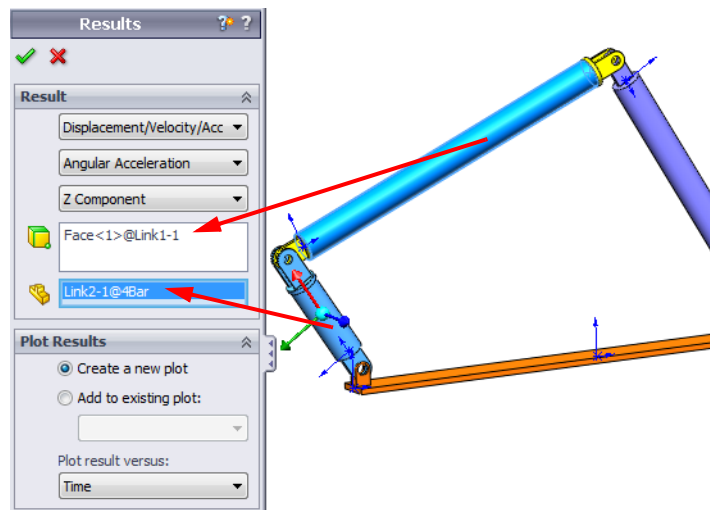 Results
? ?
Result
Displacement/Velocity/Acc
Angular Acceleration
Z Component
Face<1>@Link1-1
Link2-1@4Bar
Plot Results
Create a new plot
Add to existing plot:
Plot result versus:
Time